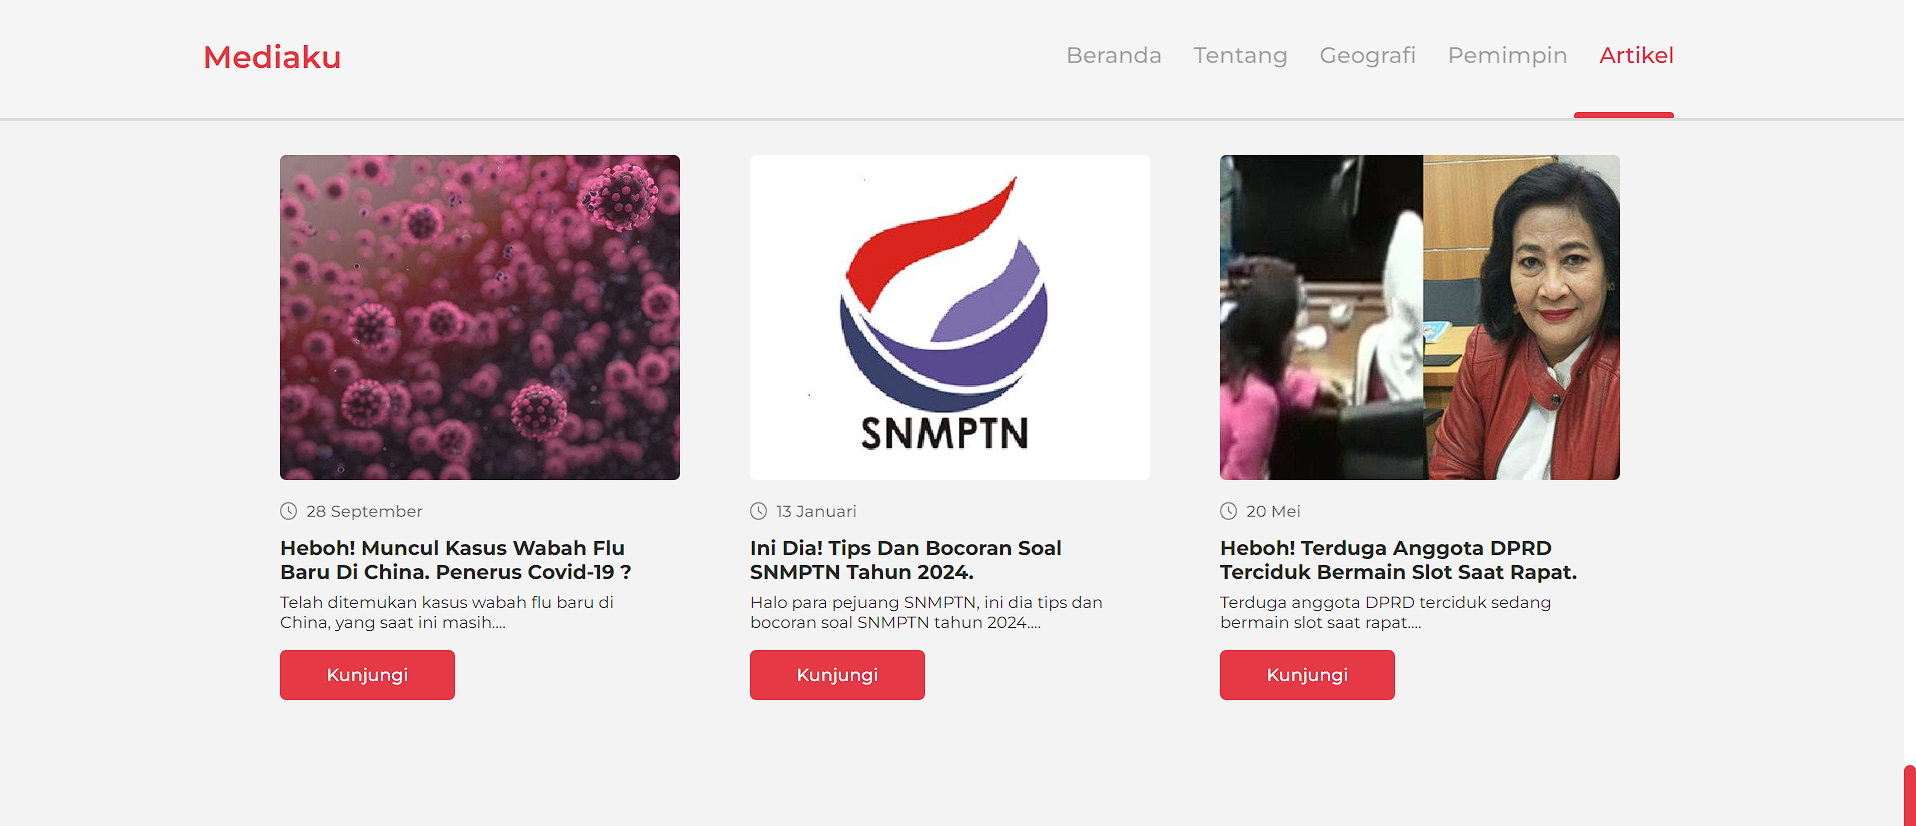 Mediaku
Beranda Tentang Geografi Pemimpin Artikel
SNMPTN
28 September
Heboh! Muncul Kasus Wabah Flu
Baru Di China. Penerus Covid-19 ?
Telah ditemukan kasus wabah flu baru di
China, yang saat ini masih....
Kunjungi
13 Januari
Ini Dia! Tips Dan Bocoran Soal
SNMPTN Tahun 2024.
Halo para pejuang SNMPTN, ini dia tips dan
bocoran soal SNMPTN tahun 2024....
Kunjungi
20 Mei
Heboh! Terduga Anggota DPRD
Terciduk Bermain Slot Saat Rapat.
Terduga anggota DPRD terciduk sedang
bermain slot saat rapat....
Kunjungi